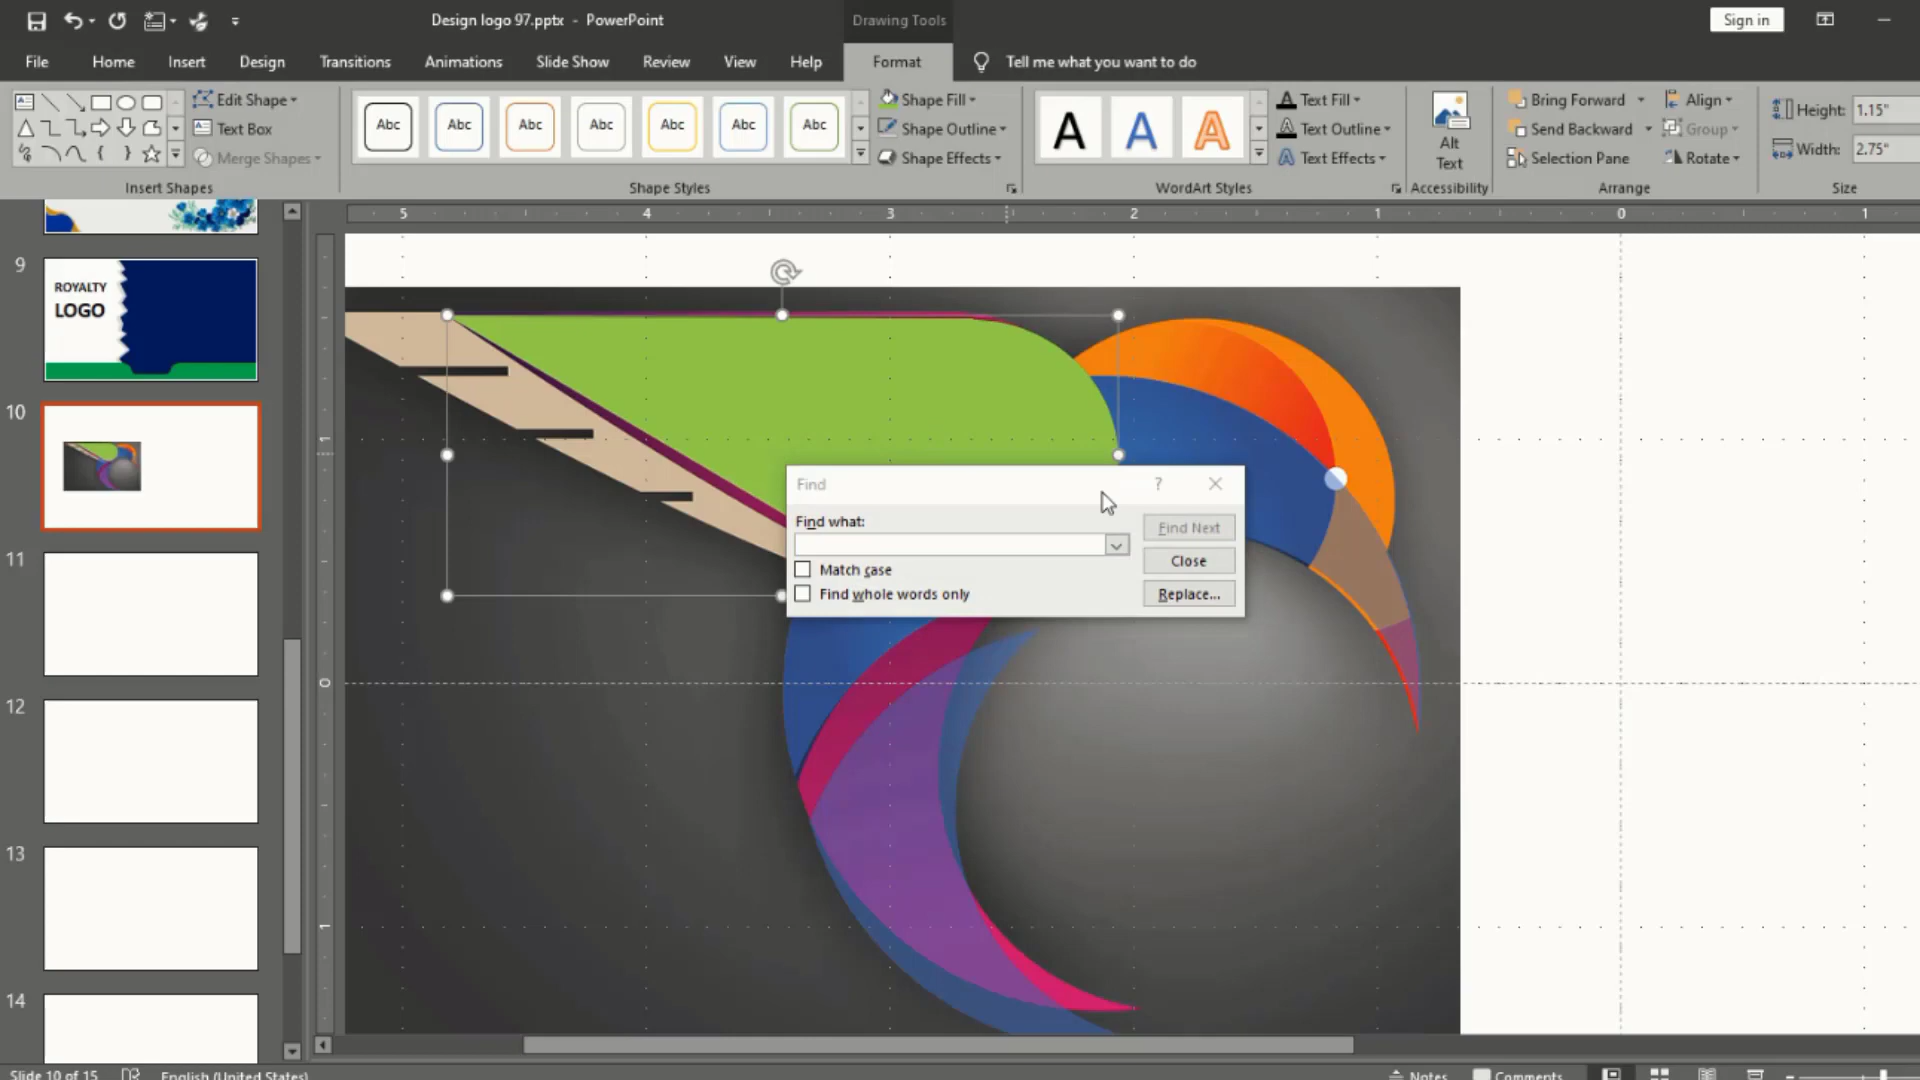 Design logo 97.pptx - PowerPoint
Drawing Tools
Sign in
File Home Insert Design Transitions Animations Slide Show Review View Help Format Tell me what you want to do
Edit Shape
Text Box
Merge Shapes
Insert Shapes
Abc Abc Abc Abc Abc Abc Abc
Shape Fill
Shape Outline
Shape Effects
Shape Styles
A A A
Text Fill
Text Outline
Text Effects
WordArt Styles
Alt
Text
Accessibility
Bring Forward
Send Backward
Selection Pane
Align
Group
Rotate
Arrange
Height: 1.15"
Width: 2.75"
Size
5 4 3 2 1 0 1
1
0
1
9
ROYALTY
LOGO
10
11
12
13
14
Find ?
Find what:
Match case
Find whole words only
Find Next
Close
Replace...
Slide 10 of 15 English (United States) Notes Comments